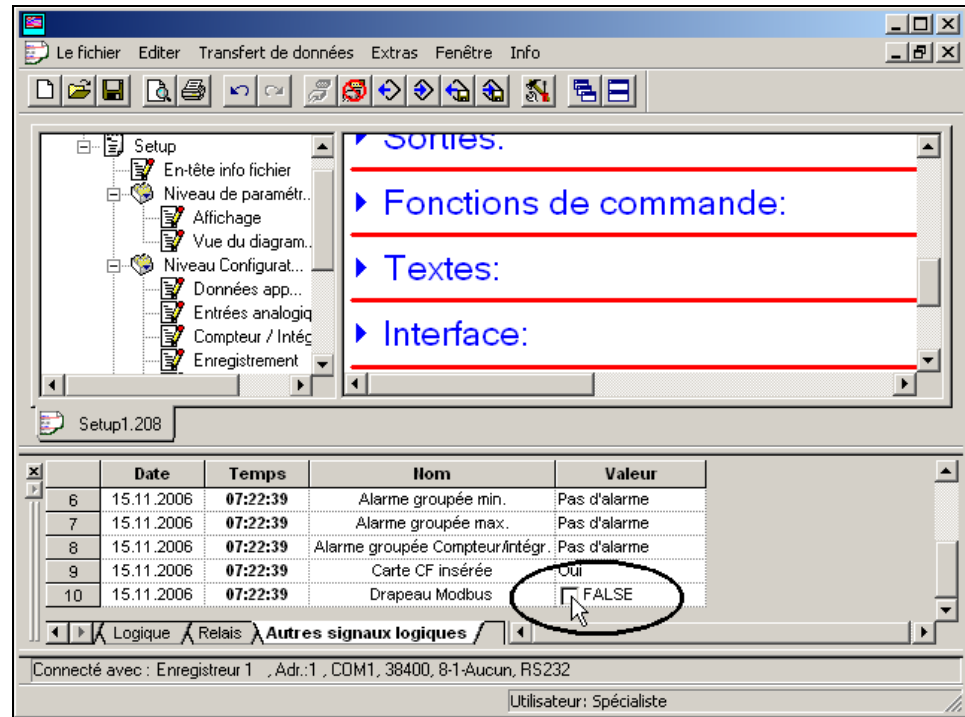 Le fichier Editer Transfert de données Extras Fenêtre Info
Setup
En-tête info fichier
Niveau de paramétr...
Affichage
Vue du diagram...
Niveau Configurat...
Données app...
Entrées analogiq
Compteur / Intég
Enregistrement
Sorties:
Fonctions de commande:
Textes:
Interface:
Setup1.208
Date Temps Nom Valeur
6 15.11.2006 07:22:39 Alarme groupée min. Pas d'alarme
7 15.11.2006 07:22:39 Alarme groupée max. Pas d'alarme
8 15.11.2006 07:22:39 Alarme groupée Compteur/intégr. Pas d'alarme
9 15.11.2006 07:22:39 Carte CF insérée Oui
10 15.11.2006 07:22:39 Drapeau Modbus FALSE
Logique Relais Autres signaux logiques
Connecté avec : Enregistreur 1 , Adr.:1 , COM1, 38400, 8-1-Aucun, RS232
Utilisateur: Spécialiste